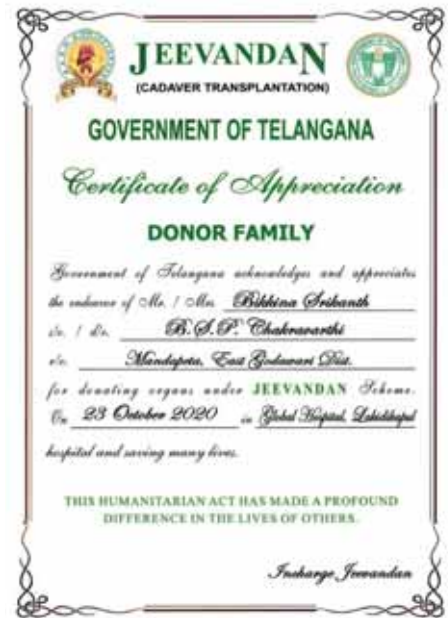 JEEVANDAN
(CADAVER TRANSPLANTATION)
GOVERNMENT OF TELANGANA
Certificate of Appreciation
DONOR FAMILY
Government of Telangana acknowledges and appreciates
the endeavor of Mr. / Mrs. Bikkina Srikanth
s/o. / d/o. B.S.P. Chakravarthi
r/o. Mandapeta, East Godavari Dist.
for donating organs under JEEVANDAN Scheme.
On 23 October 2020 in Global Hospital, Lakidikapul
hospital and saving many lives.
THIS HUMANITARIAN ACT HAS MADE A PROFOUND
DIFFERENCE IN THE LIVES OF OTHERS.
Incharge Jeevandan